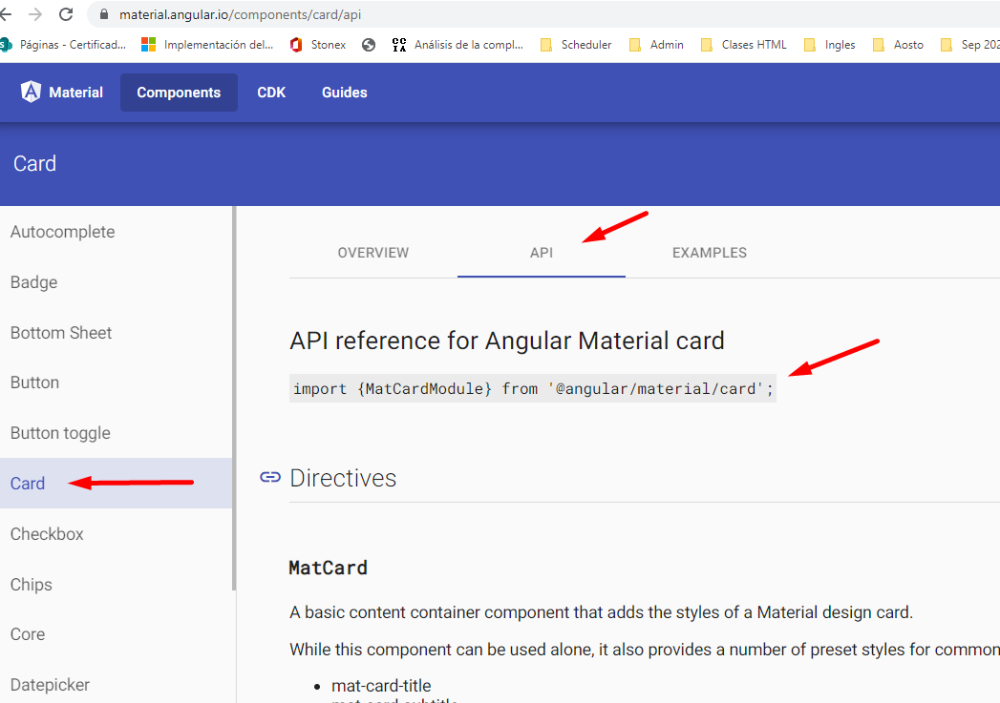 material.angular.io/components/card/api
Páginas - Certificad... Implementación del... Stonex Análisis de la compl... Scheduler Admin Clases HTML Ingles Aosto Sep 202
Material Components CDK Guides
Card
Autocomplete
Badge
Bottom Sheet
Button
Button toggle
Card
Checkbox
Chips
Core
Datepicker
OVERVIEW API EXAMPLES
API reference for Angular Material card
import {MatCardModule} from '@angular/material/card';
Directives
MatCard
A basic content container component that adds the styles of a Material design card.
While this component can be used alone, it also provides a number of preset styles for common
• mat-card-title